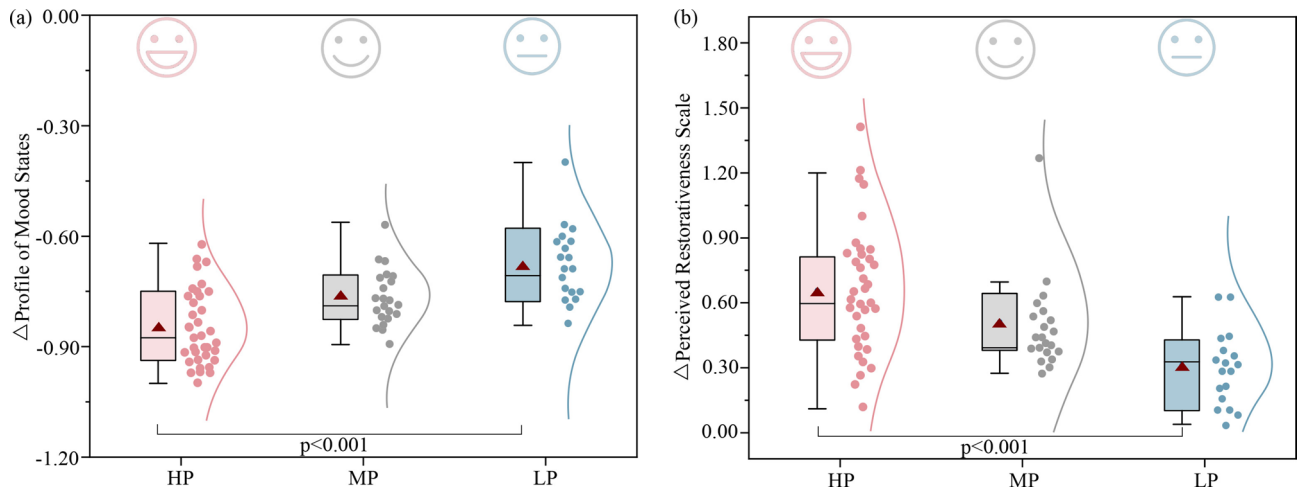 (a)
0.00
-0.30
-0.60
-0.90
-1.20
△Profile of Mood States
p<0.001
HP
MP
LP
(b)
1.80
1.50
1.20
0.90
0.60
0.30
0.00
△Perceived Restorativeness Scale
p<0.001
HP
MP
LP